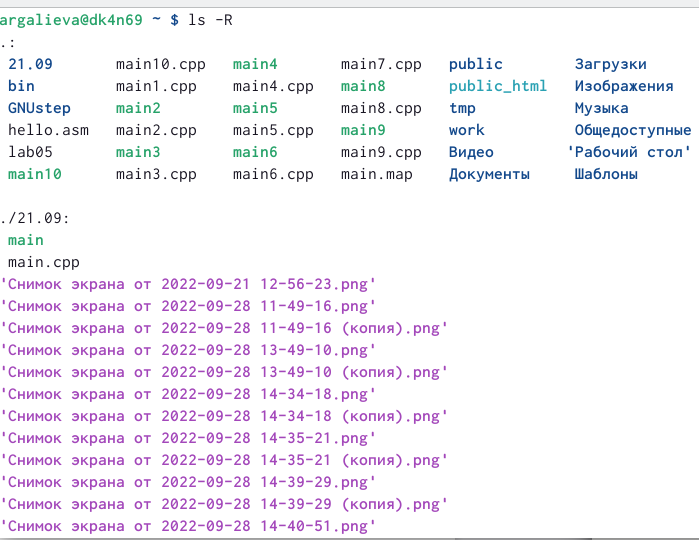 argalieva@dk4n69 ~ $ ls -R
.:
21.09 main10.cpp main4 main7.cpp public Загрузки
bin main1.cpp main4.cpp main8 public_html Изображения
GNUstep main2 main5 main8.cpp tmp Музыка
hello.asm main2.cpp main5.cpp main9 work Общедоступные
lab05 main3 main6 main9.cpp Видео 'Рабочий стол'
main10 main3.cpp main6.cpp main.map Документы Шаблоны
./21.09:
main
main.cpp
'Снимок экрана от 2022-09-21 12-56-23.png'
'Снимок экрана от 2022-09-28 11-49-16.png'
'Снимок экрана от 2022-09-28 11-49-16 (копия).png'
'Снимок экрана от 2022-09-28 13-49-10.png'
'Снимок экрана от 2022-09-28 13-49-10 (копия).png'
'Снимок экрана от 2022-09-28 14-34-18.png'
'Снимок экрана от 2022-09-28 14-34-18 (копия).png'
'Снимок экрана от 2022-09-28 14-35-21.png'
'Снимок экрана от 2022-09-28 14-35-21 (копия).png'
'Снимок экрана от 2022-09-28 14-39-29.png'
'Снимок экрана от 2022-09-28 14-39-29 (копия).png'
'Снимок экрана от 2022-09-28 14-40-51.png'